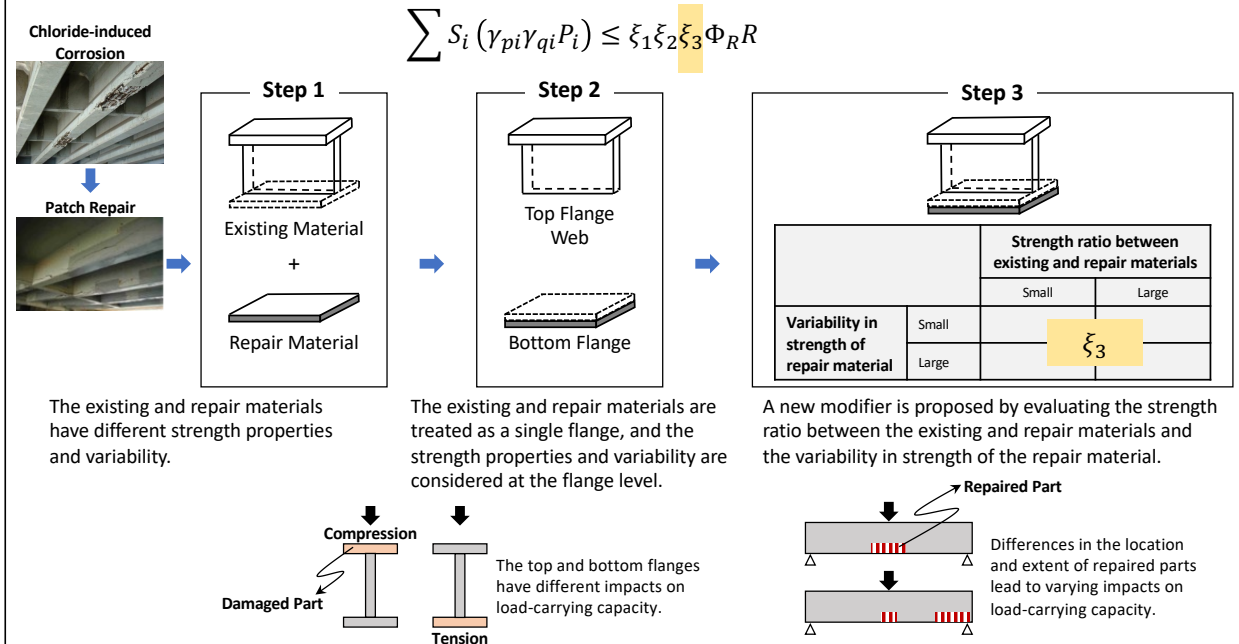 ∑ S_i (γ_pi γ_qi P_i) ≤ ξ_1 ξ_2 ξ_3 Φ_R R
Chloride-induced
Corrosion
Patch Repair
Step 1
Existing Material
+
Repair Material
Step 2
Top Flange
Web
Bottom Flange
Step 3
Strength ratio between
existing and repair materials
Small Large
Variability in
strength of
repair material
Small
Large
ξ_3
The existing and repair materials
have different strength properties
and variability.
The existing and repair materials are
treated as a single flange, and the
strength properties and variability are
considered at the flange level.
A new modifier is proposed by evaluating the strength
ratio between the existing and repair materials and
the variability in strength of the repair material.
Compression
Damaged Part
Tension
The top and bottom flanges
have different impacts on
load-carrying capacity.
Repaired Part
Differences in the location
and extent of repaired parts
lead to varying impacts on
load-carrying capacity.